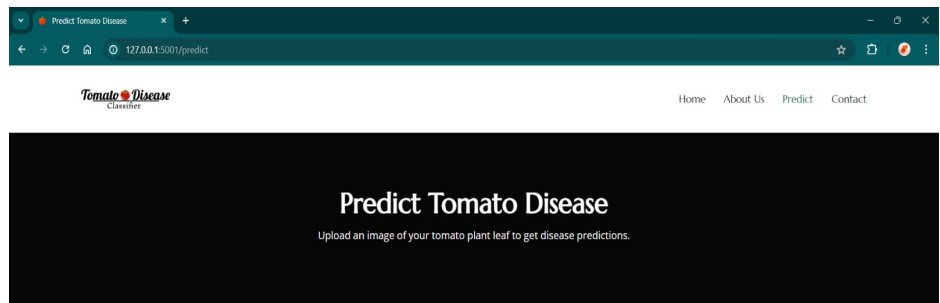 Predict Tomato Disease
127.0.0.1:5001/predict
Tomato Disease
Classifier
Home About Us Predict Contact
Predict Tomato Disease
Upload an image of your tomato plant leaf to get disease predictions.